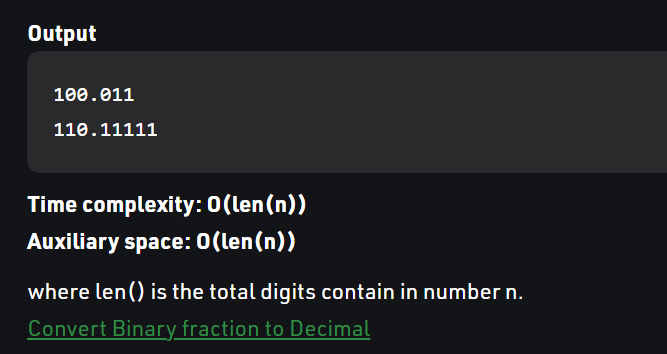 Output
100.011
110.11111
Time complexity: O(len(n))
Auxiliary space: O(len(n))
where len() is the total digits contain in number n.
Convert Binary fraction to Decimal